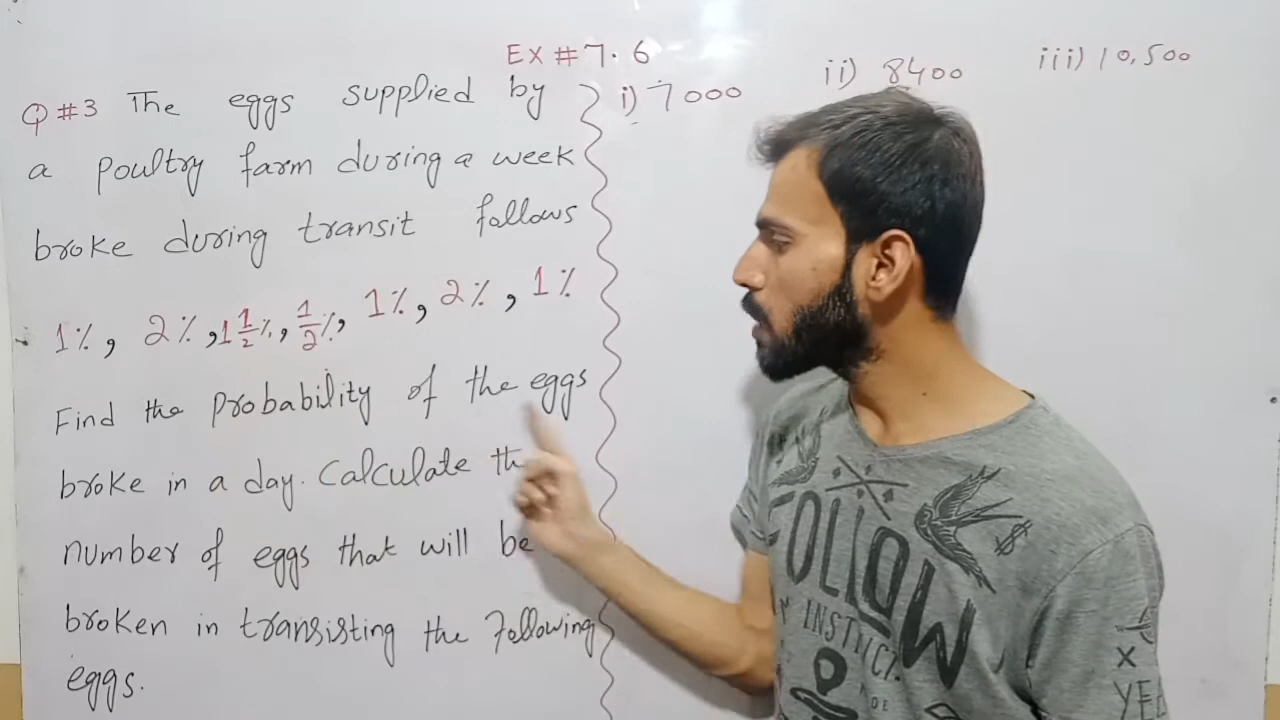 EX #7.6
Q #3 The eggs supplied by
a poultry farm during a week
broke during transit follows
1%, 2%, 1 1/2%, 1/2%, 1%, 2%, 1%
Find the probability of the eggs
broke in a day. Calculate
number of eggs that will be
broken in transisting the following
eggs.
i) 7000
ii) 8400
iii) 10,500
FOLLOW
INSTNCT
X